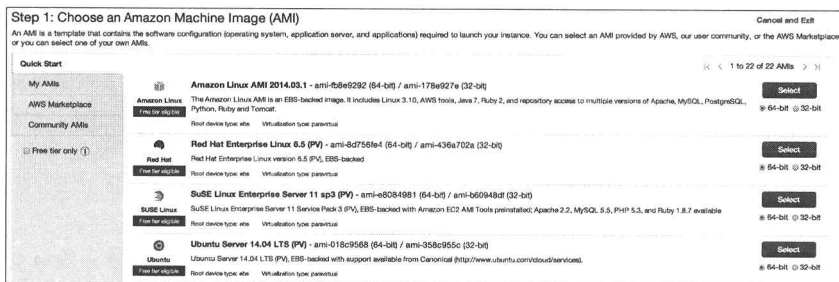 Step 1: Choose an Amazon Machine Image (AMI)
Cancel and Exit
An AMI is a template that contains the software configuration (operating system, application server, and applications) required to launch your instance. You can select an AMI provided by AWS, our user community, or the AWS Marketplace;
or you can select one of your own AMIs.
Quick Start
1 to 22 of 22 AMIs
My AMIs
AWS Marketplace
Community AMIs
Free tier only
Amazon Linux
Free tier eligible
Amazon Linux AMI 2014.03.1 - ami-fb8e9292 (64-bit) / ami-178e927e (32-bit)
The Amazon Linux AMI is an EBS-backed image. It includes Linux 3.10, AWS tools, Java 7, Ruby 2, and repository access to multiple versions of Apache, MySQL, PostgreSQL,
Python, Ruby and Tomcat.
Root device type: ebs Virtualization type: paravirtual
Select
64-bit 32-bit
Red Hat
Free tier eligible
Red Hat Enterprise Linux 6.5 (PV) - ami-8d756fe4 (64-bit) / ami-436a702a (32-bit)
Red Hat Enterprise Linux version 6.5 (PV), EBS-backed
Root device type: ebs Virtualization type: paravirtual
Select
64-bit 32-bit
SUSE Linux
Free tier eligible
SuSE Linux Enterprise Server 11 sp3 (PV) - ami-e8084981 (64-bit) / ami-b60948df (32-bit)
SuSE Linux Enterprise Server 11 Service Pack 3 (PV), EBS-backed with Amazon EC2 AMI Tools preinstalled; Apache 2.2, MySQL 5.5, PHP 5.3, and Ruby 1.8.7 available
Root device type: ebs Virtualization type: paravirtual
Select
64-bit 32-bit
Ubuntu
Free tier eligible
Ubuntu Server 14.04 LTS (PV) - ami-018c9568 (64-bit) / ami-358c955c (32-bit)
Ubuntu Server 14.04 LTS (PV), EBS-backed with support available from Canonical (http://www.ubuntu.com/cloud/services).
Root device type: ebs Virtualization type: paravirtual
Select
64-bit 32-bit